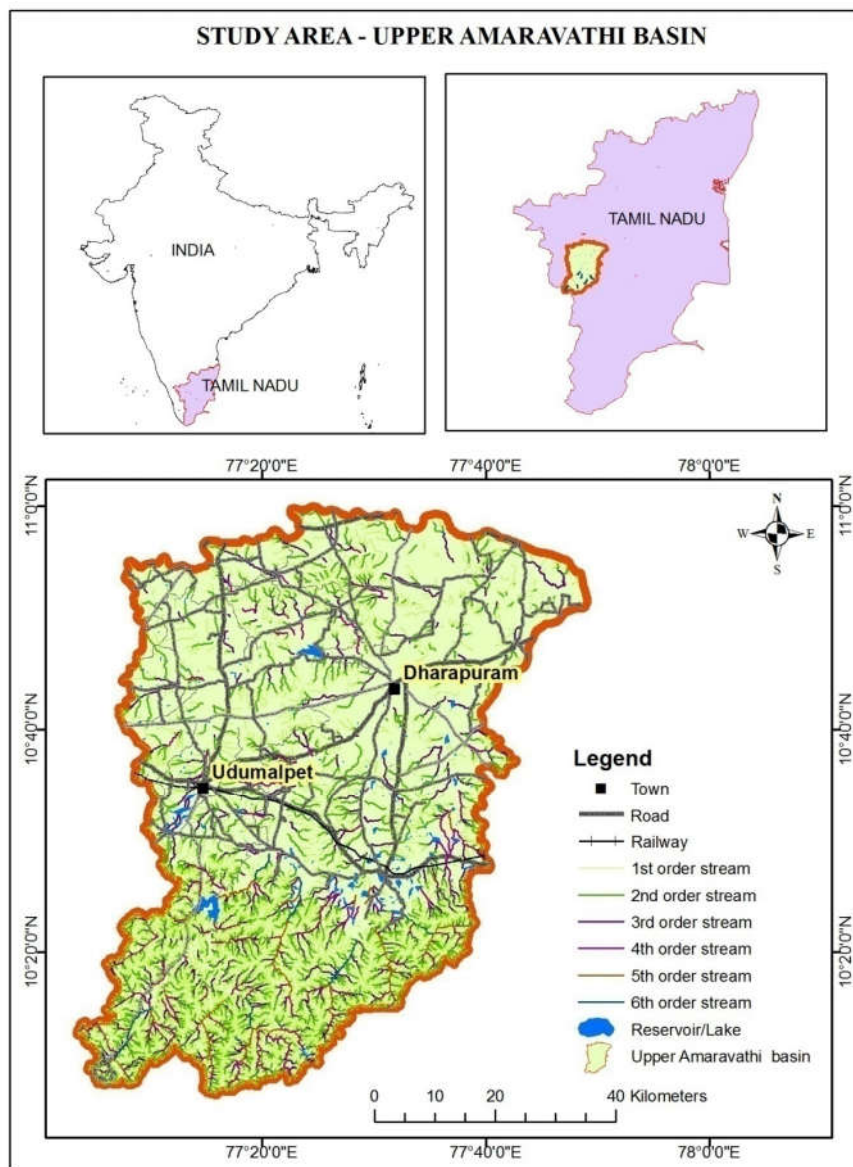 STUDY AREA - UPPER AMARAVATHI BASIN
INDIA
TAMIL NADU
TAMIL NADU
77°20'0"E
77°40'0"E
78°0'0"E
11°0'0"N
11°0'0"N
N
W
E
S
Dharapuram
10°40'0"N
10°40'0"N
Udumalpet
Legend
Town
Road
Railway
1st order stream
2nd order stream
3rd order stream
4th order stream
5th order stream
6th order stream
Reservoir/Lake
Upper Amaravathi basin
10°20'0"N
10°20'0"N
0 5 10 20 30 40 Kilometers
77°20'0"E
77°40'0"E
78°0'0"E